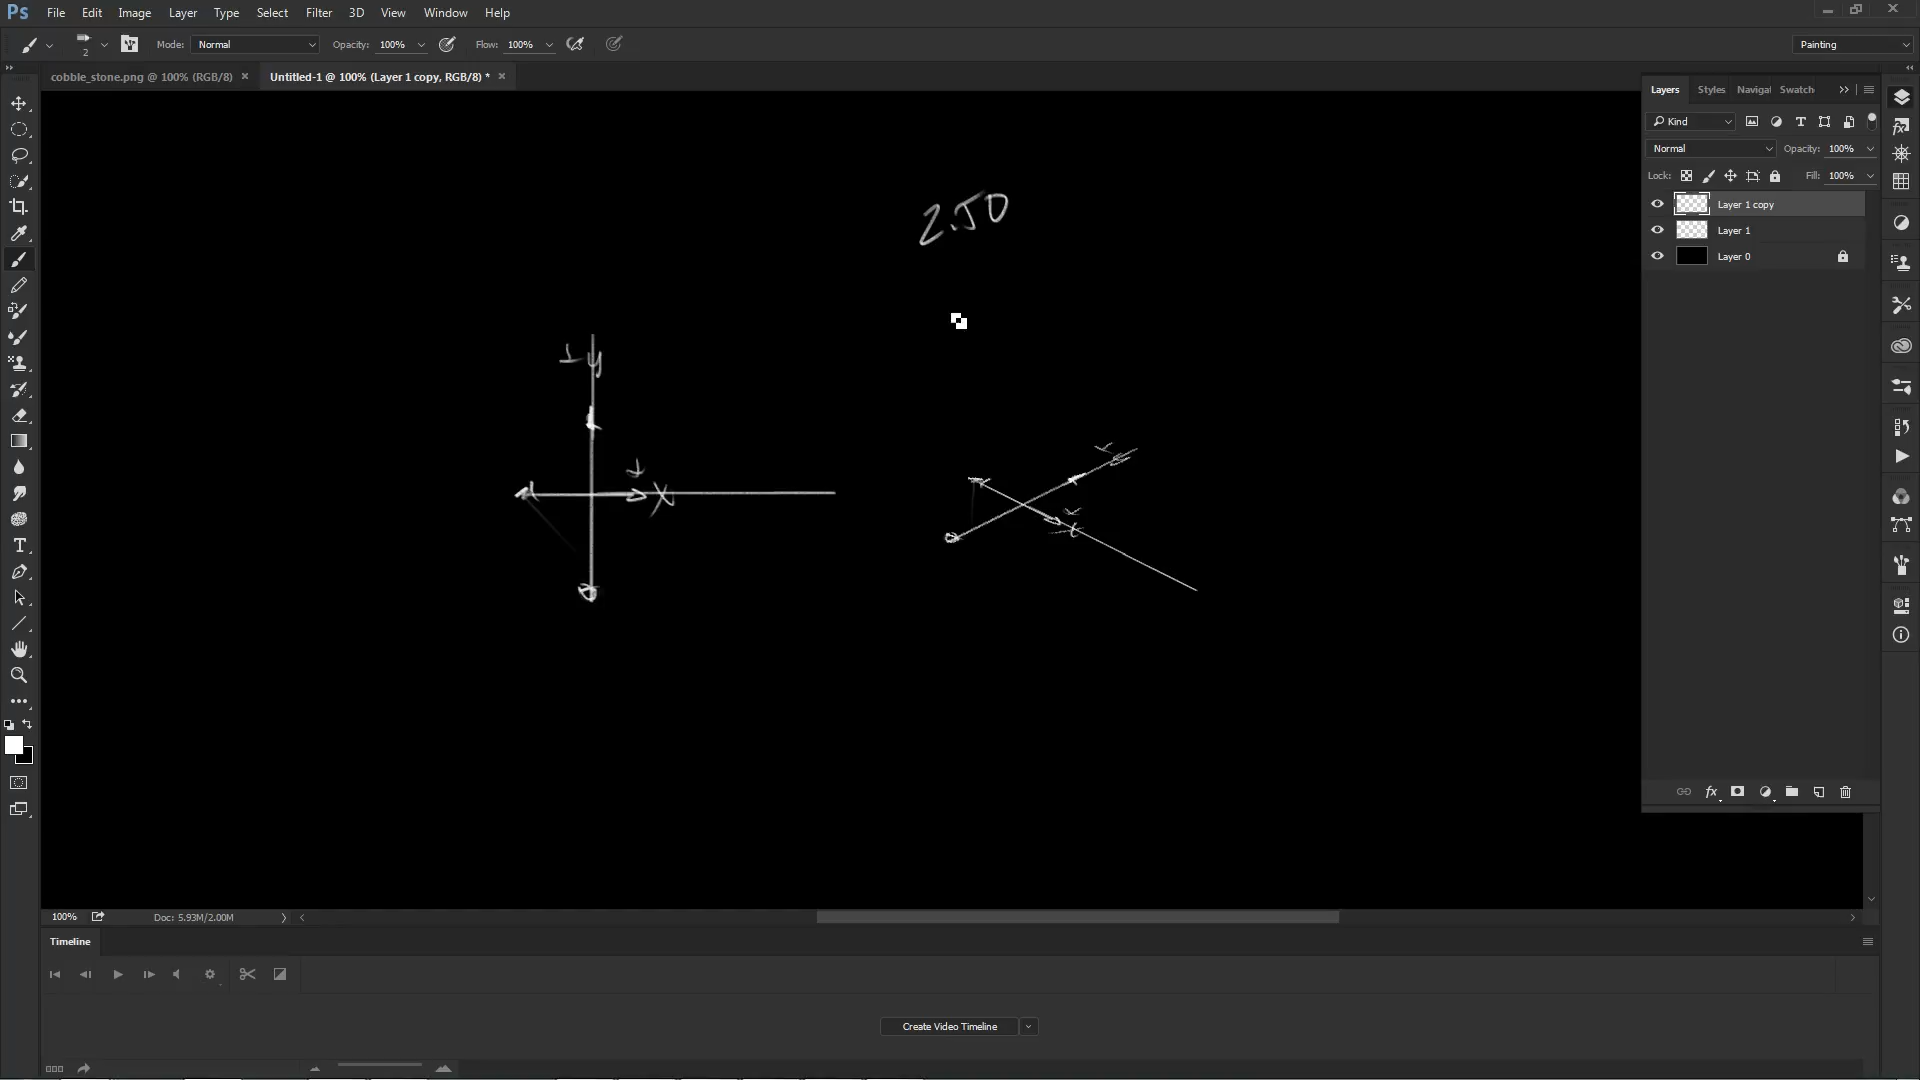 Ps File Edit Image Layer Type Select Filter 3D View Window Help
2 Mode: Normal Opacity: 100% Flow: 100% Painting
cobble_stone.png @ 100% (RGB/8) × Untitled-1 @ 100% (Layer 1 copy, RGB/8) * ×
Layers Styles Navigat Swatch
Kind
Normal Opacity: 100%
Lock: Fill: 100%
Layer 1 copy
Layer 1
Layer 0
2.5D
y
x
100% Doc: 5.93M/2.00M
Timeline
Create Video Timeline